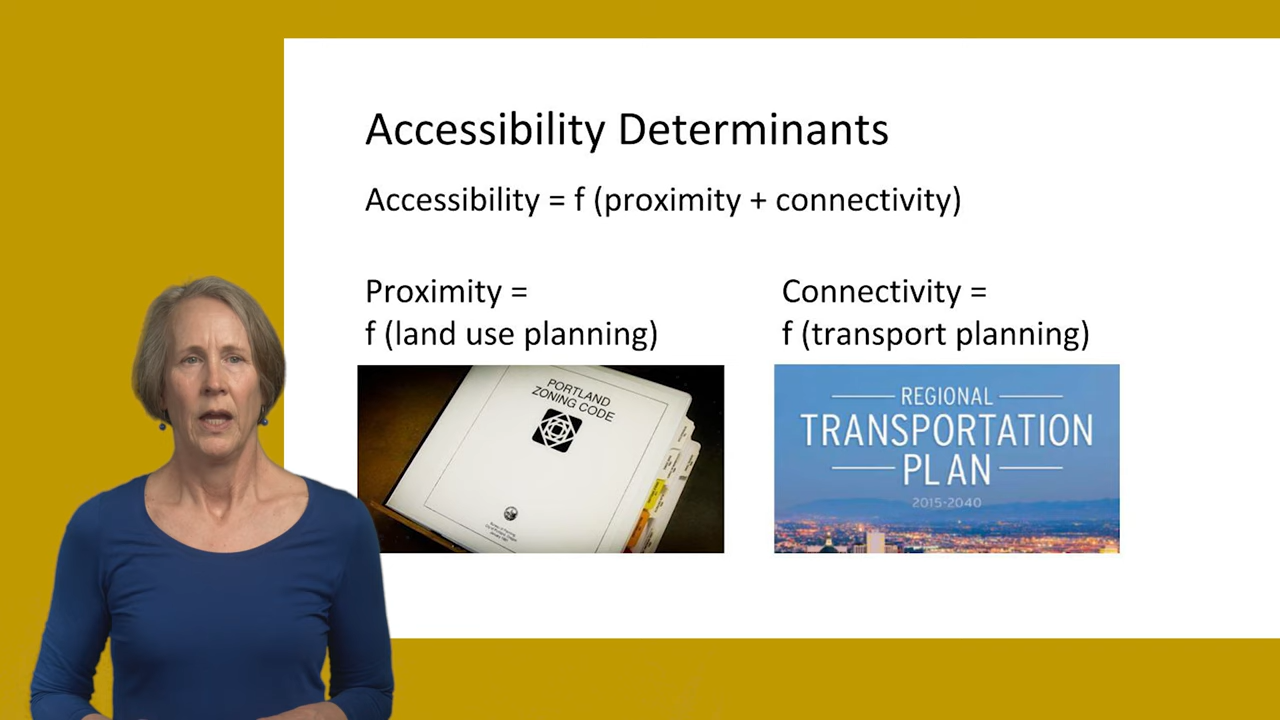 Accessibility Determinants
Accessibility = f (proximity + connectivity)
Proximity =
f (land use planning)
Connectivity =
f (transport planning)
PORTLAND
ZONING CODE
REGIONAL
TRANSPORTATION
PLAN
2015-2040